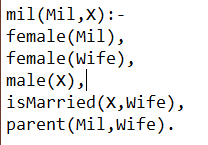 mil(Mil,X):-
female(Mil),
female(Wife),
male(X),
isMarried(X,Wife),
parent(Mil,Wife).